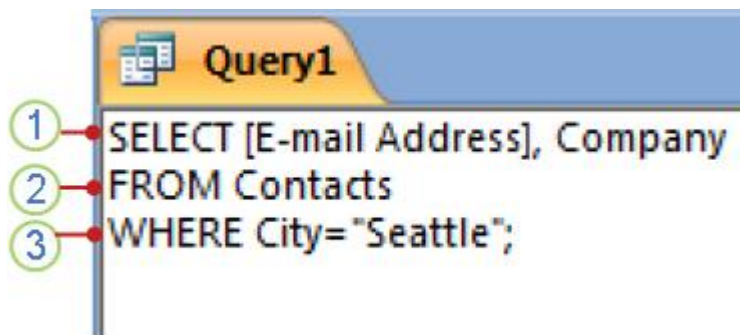 Query1
1 SELECT [E-mail Address], Company
2 FROM Contacts
3 WHERE City="Seattle";